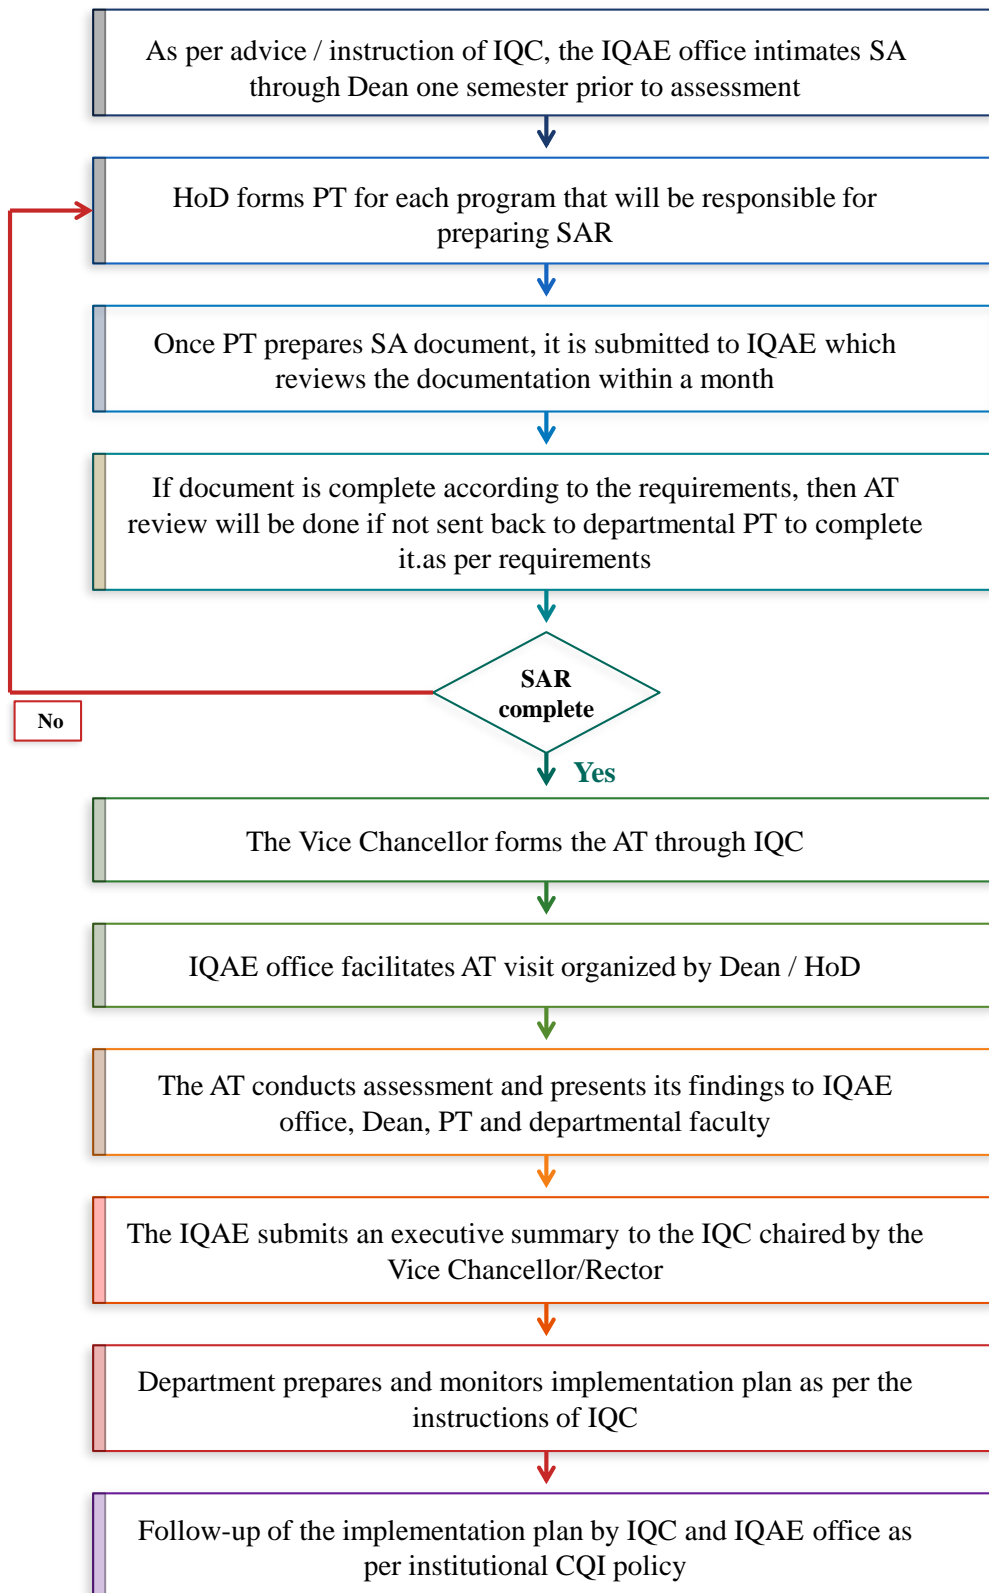 As per advice / instruction of IQC, the IQAE office intimates SA
through Dean one semester prior to assessment
HoD forms PT for each program that will be responsible for
preparing SAR
Once PT prepares SA document, it is submitted to IQAE which
reviews the documentation within a month
If document is complete according to the requirements, then AT
review will be done if not sent back to departmental PT to complete
it.as per requirements
SAR
complete
No
Yes
The Vice Chancellor forms the AT through IQC
IQAE office facilitates AT visit organized by Dean / HoD
The AT conducts assessment and presents its findings to IQAE
office, Dean, PT and departmental faculty
The IQAE submits an executive summary to the IQC chaired by the
Vice Chancellor/Rector
Department prepares and monitors implementation plan as per the
instructions of IQC
Follow-up of the implementation plan by IQC and IQAE office as
per institutional CQI policy